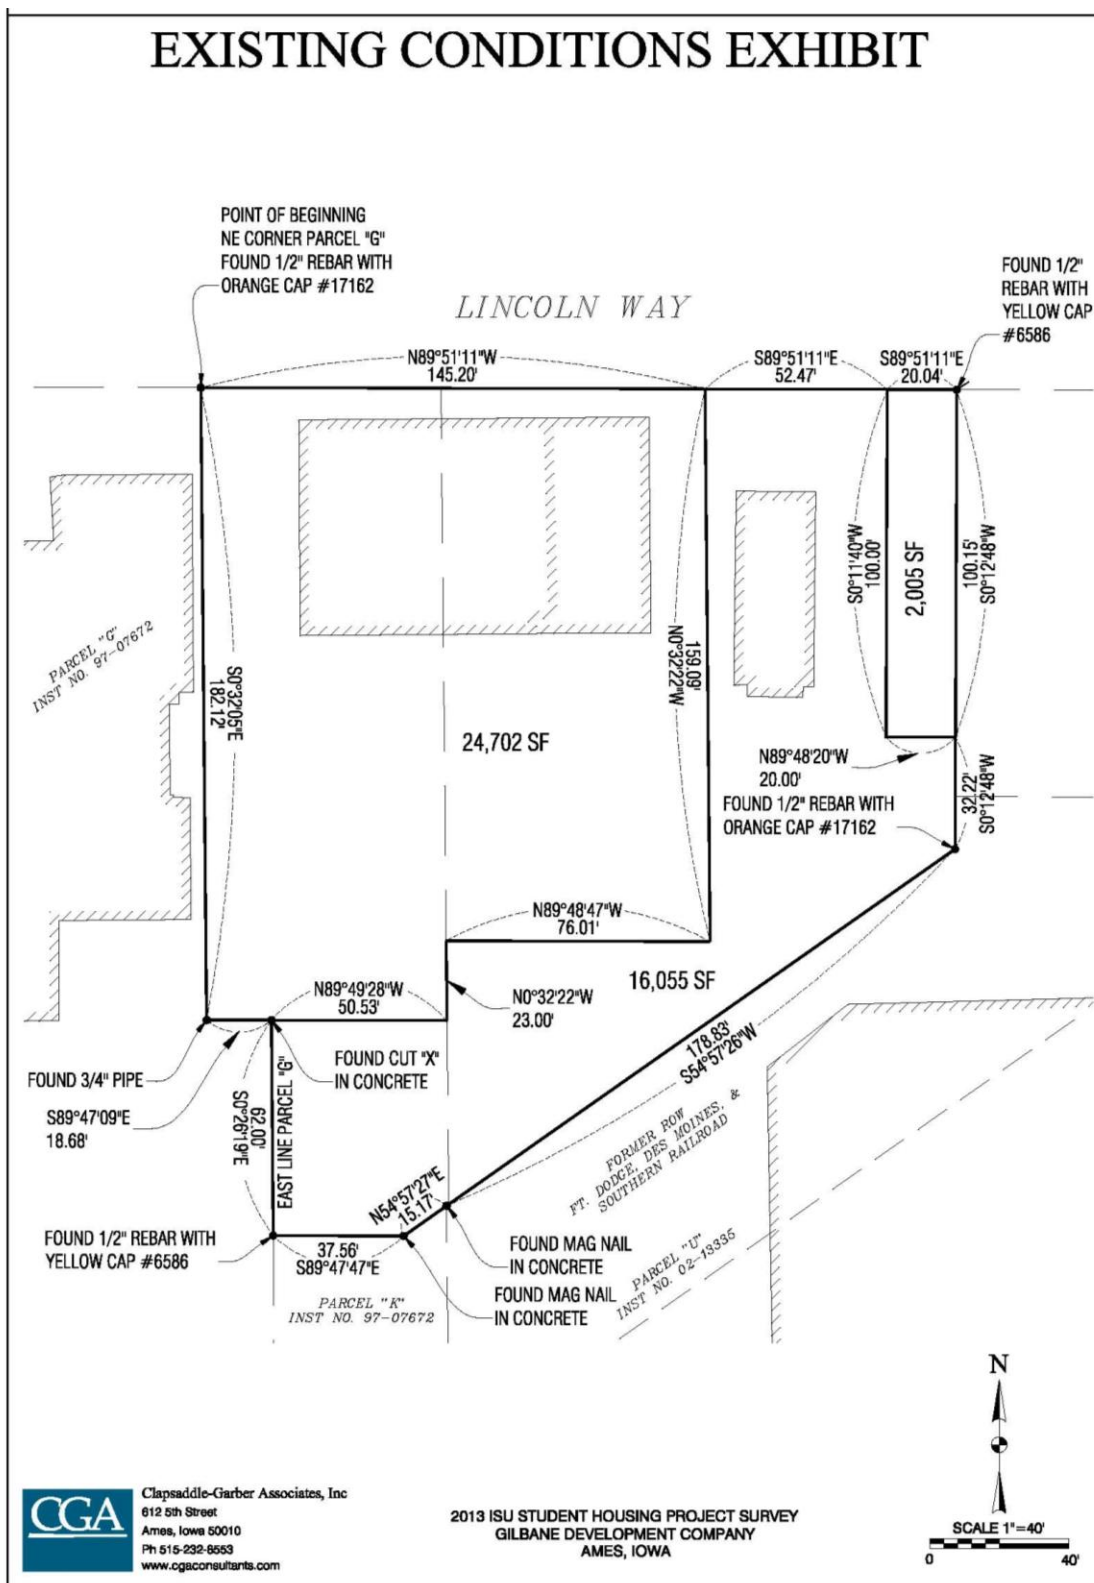 EXISTING CONDITIONS EXHIBIT
POINT OF BEGINNING
NE CORNER PARCEL "G"
FOUND 1/2" REBAR WITH
ORANGE CAP #17162
FOUND 1/2"
REBAR WITH
YELLOW CAP
#6586
LINCOLN WAY
N89°51'11"W
145.20'
S89°51'11"E
52.47'
S89°51'11"E
20.04'
PARCEL "G"
INST NO. 97-07672
S0°32'05"E
182.12'
159.09'
N0°32'22"W
S0°11'40"W
100.00'
2,005 SF
100.15'
S0°12'48"W
24,702 SF
N89°48'20"W
20.00'
FOUND 1/2" REBAR WITH
ORANGE CAP #17162
32.22'
S0°12'48"W
N89°48'47"W
76.01'
16,055 SF
N89°49'28"W
50.53'
N0°32'22"W
23.00'
FOUND 3/4" PIPE
S89°47'09"E
18.68'
FOUND CUT "X"
IN CONCRETE
62.00'
S0°26'19"E
EAST LINE PARCEL "G"
178.83'
S54°57'26"W
FORMER ROW
FT. DODGE, DES MOINES, &
SOUTHERN RAILROAD
N54°57'27"E
15.17'
FOUND 1/2" REBAR WITH
YELLOW CAP #6586
37.56'
S89°47'47"E
FOUND MAG NAIL
IN CONCRETE
FOUND MAG NAIL
IN CONCRETE
PARCEL "U"
INST NO. 02-13335
PARCEL "K"
INST NO. 97-07672
N
CGA
Clapsaddle-Garber Associates, Inc
612 5th Street
Ames, Iowa 50010
Ph 515-232-8553
www.cgaconsultants.com
2013 ISU STUDENT HOUSING PROJECT SURVEY
GILBANE DEVELOPMENT COMPANY
AMES, IOWA
SCALE 1"=40'
0 40'